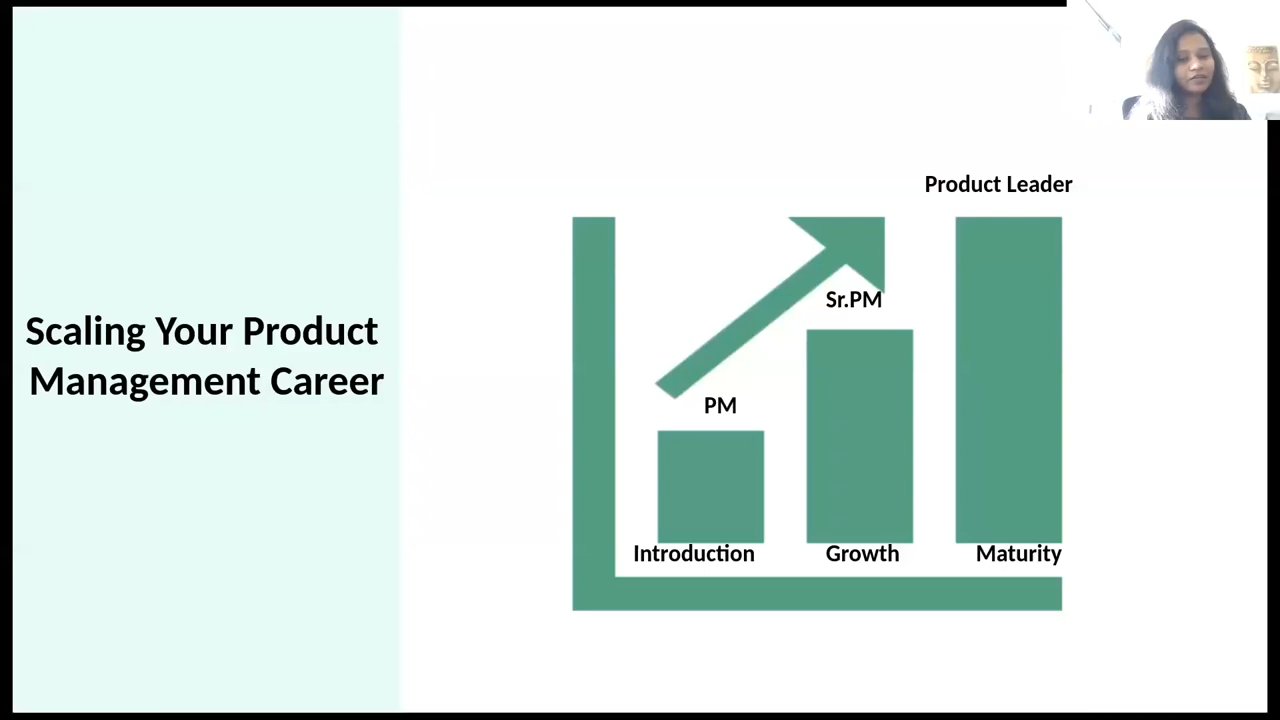 Scaling Your Product
Management Career
Product Leader
Sr.PM
PM
Introduction
Growth
Maturity